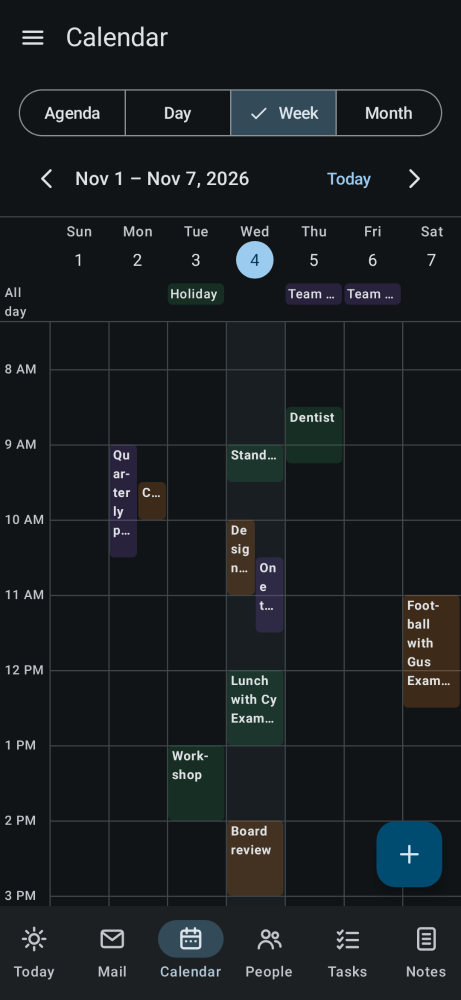 Calendar
Agenda
Day
Week
Month
Nov 1 – Nov 7, 2026
Today
Sun
Mon
Tue
Wed
Thu
Fri
Sat
1
2
3
4
5
6
7
All
day
Holiday
Team ...
Team ...
8 AM
9 AM
10 AM
11 AM
12 PM
1 PM
2 PM
3 PM
Qu
ar-
ter
ly
p...
C...
Work-
shop
Stand...
De
sig
n...
On
e
t...
Lunch
with Cy
Exam...
Board
review
Dentist
Foot-
ball
with
Gus
Exam...
Today
Mail
Calendar
People
Tasks
Notes